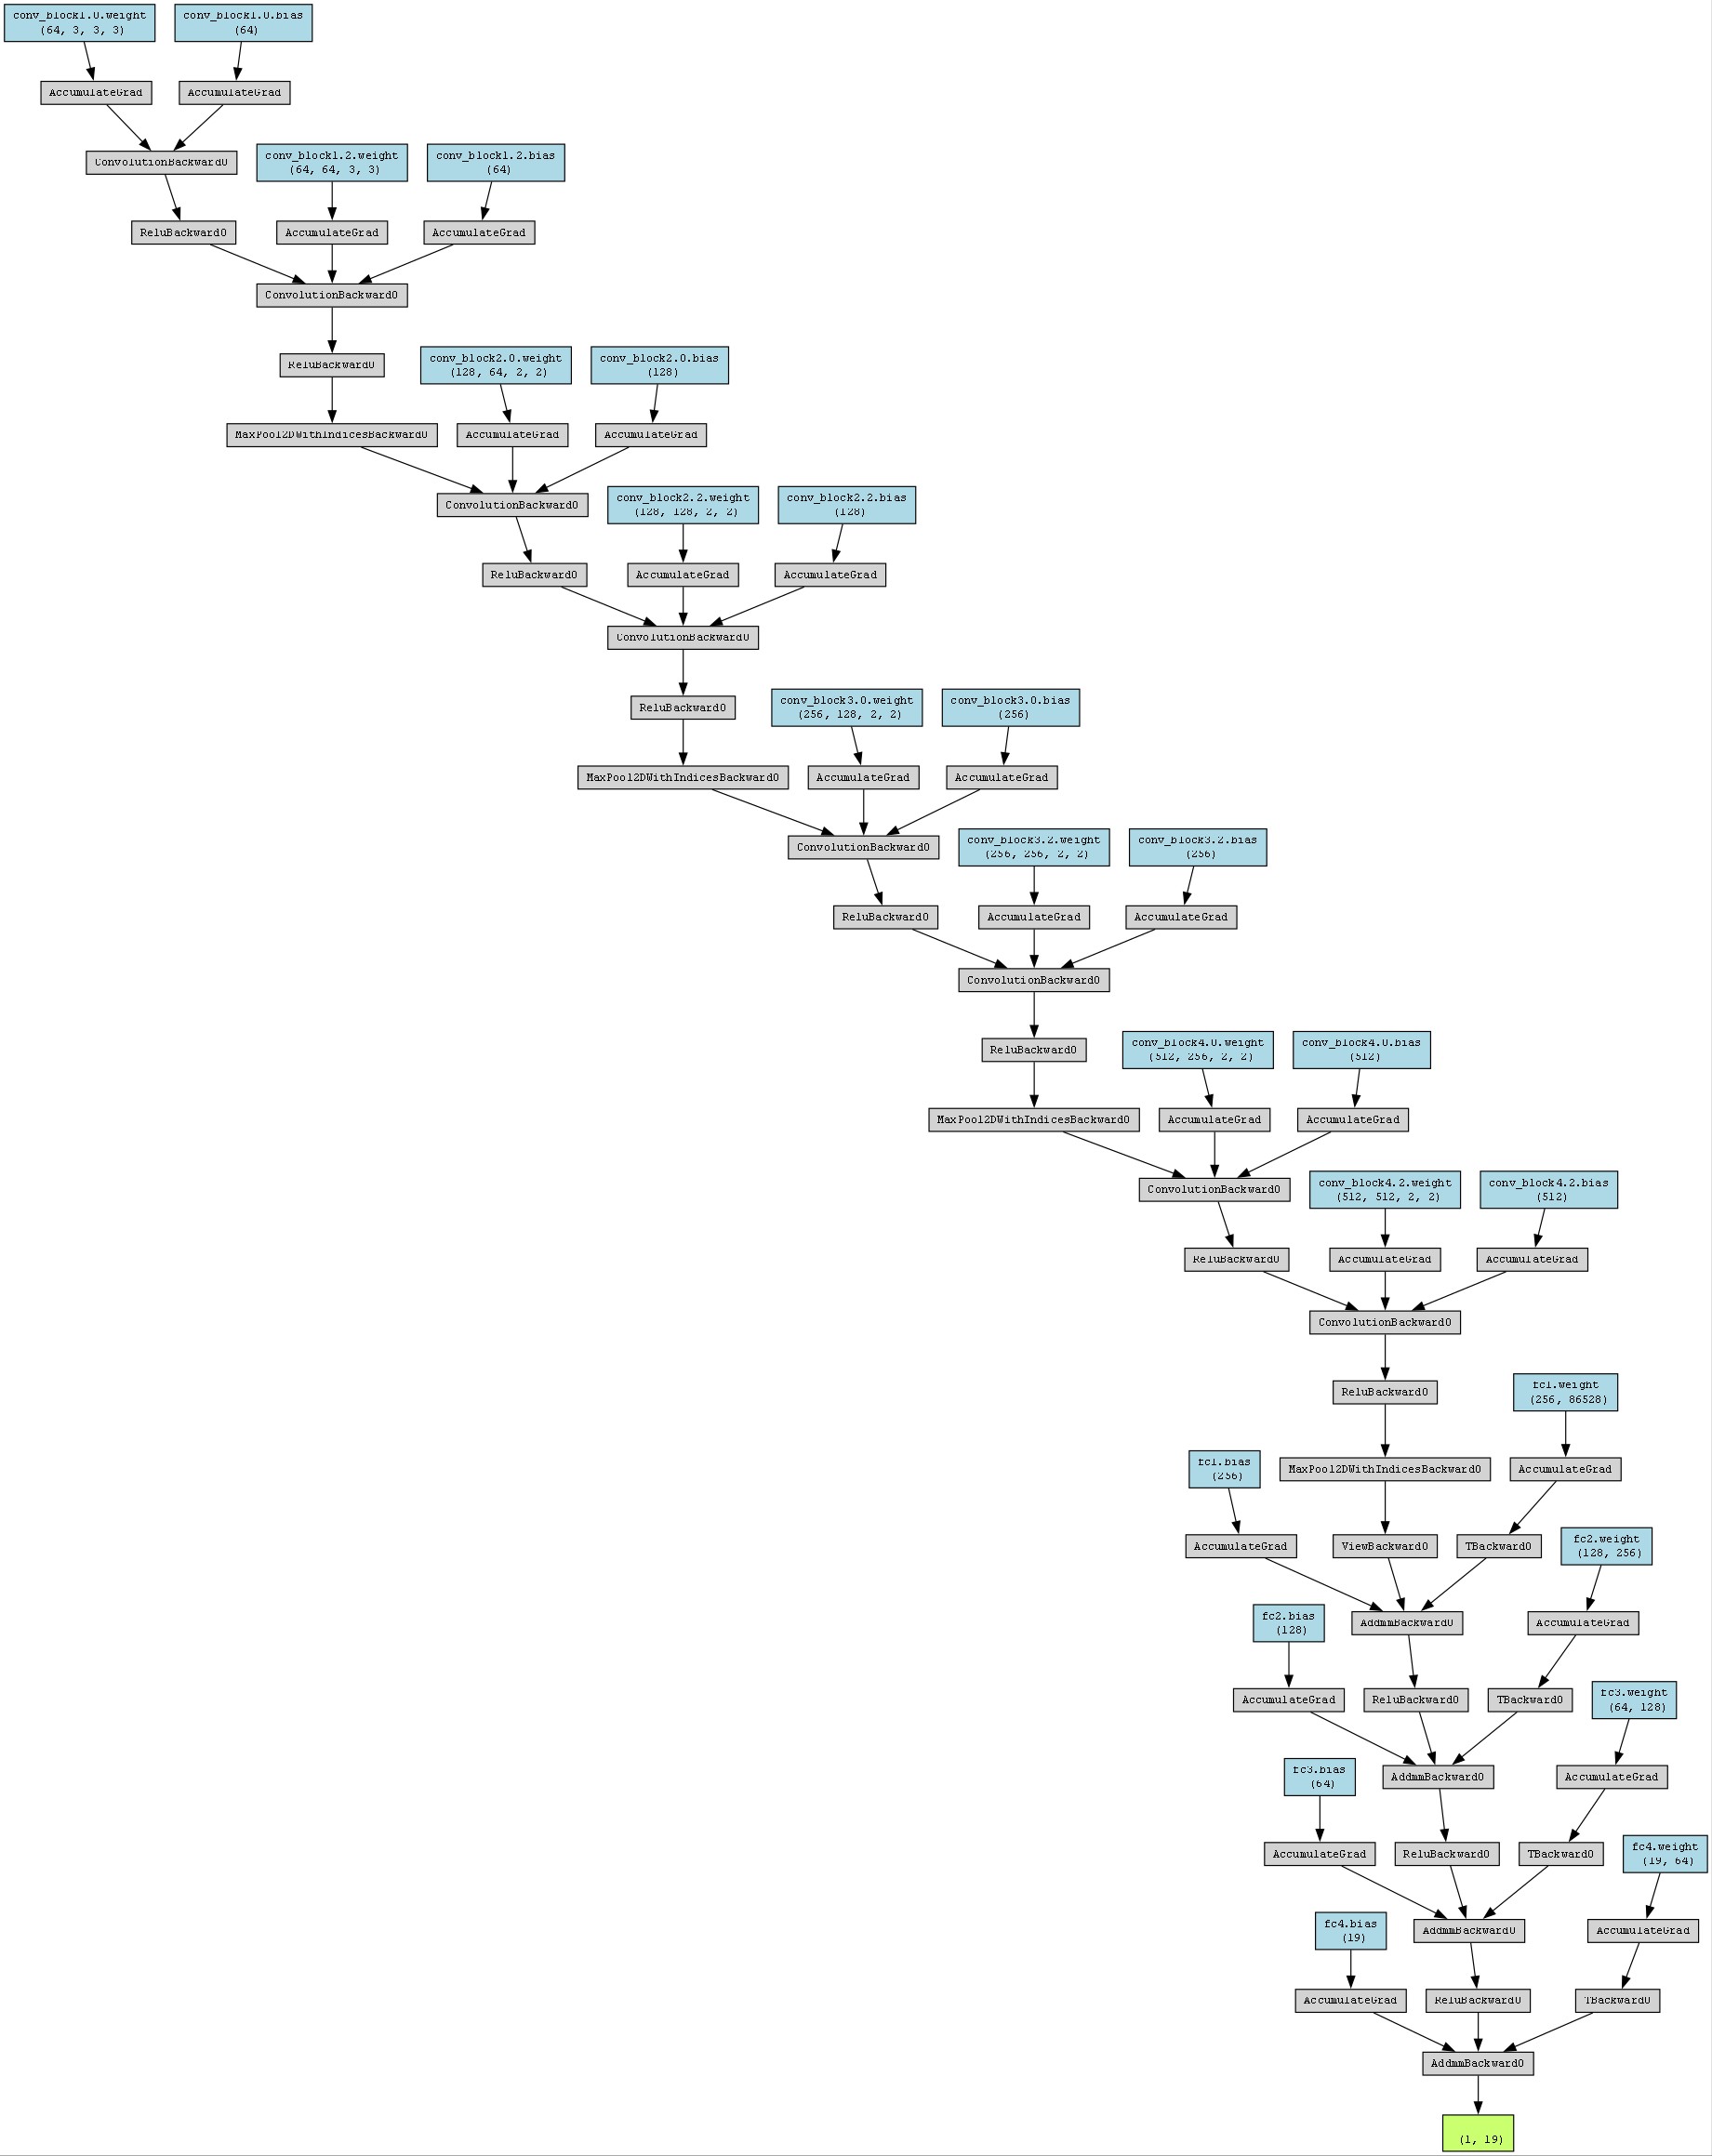 conv_block1.0.weight
(64, 3, 3, 3)
conv_block1.0.bias
(64)
AccumulateGrad
AccumulateGrad
ConvolutionBackward0
conv_block1.2.weight
(64, 64, 3, 3)
conv_block1.2.bias
(64)
ReluBackward0
AccumulateGrad
AccumulateGrad
ConvolutionBackward0
ReluBackward0
conv_block2.0.weight
(128, 64, 2, 2)
conv_block2.0.bias
(128)
MaxPool2DWithIndicesBackward0
AccumulateGrad
AccumulateGrad
ConvolutionBackward0
conv_block2.2.weight
(128, 128, 2, 2)
conv_block2.2.bias
(128)
ReluBackward0
AccumulateGrad
AccumulateGrad
ConvolutionBackward0
ReluBackward0
conv_block3.0.weight
(256, 128, 2, 2)
conv_block3.0.bias
(256)
MaxPool2DWithIndicesBackward0
AccumulateGrad
AccumulateGrad
ConvolutionBackward0
conv_block3.2.weight
(256, 256, 2, 2)
conv_block3.2.bias
(256)
ReluBackward0
AccumulateGrad
AccumulateGrad
ConvolutionBackward0
ReluBackward0
conv_block4.0.weight
(512, 256, 2, 2)
conv_block4.0.bias
(512)
MaxPool2DWithIndicesBackward0
AccumulateGrad
AccumulateGrad
ConvolutionBackward0
conv_block4.2.weight
(512, 512, 2, 2)
conv_block4.2.bias
(512)
ReluBackward0
AccumulateGrad
AccumulateGrad
ConvolutionBackward0
ReluBackward0
fc1.weight
(256, 86528)
fc1.bias
(256)
MaxPool2DWithIndicesBackward0
AccumulateGrad
AccumulateGrad
ViewBackward0
TBackward0
fc2.weight
(128, 256)
fc2.bias
(128)
AddmmBackward0
AccumulateGrad
AccumulateGrad
ReluBackward0
TBackward0
fc3.weight
(64, 128)
fc3.bias
(64)
AddmmBackward0
AccumulateGrad
AccumulateGrad
ReluBackward0
TBackward0
fc4.weight
(19, 64)
fc4.bias
(19)
AddmmBackward0
AccumulateGrad
AccumulateGrad
ReluBackward0
TBackward0
AddmmBackward0
(1, 19)